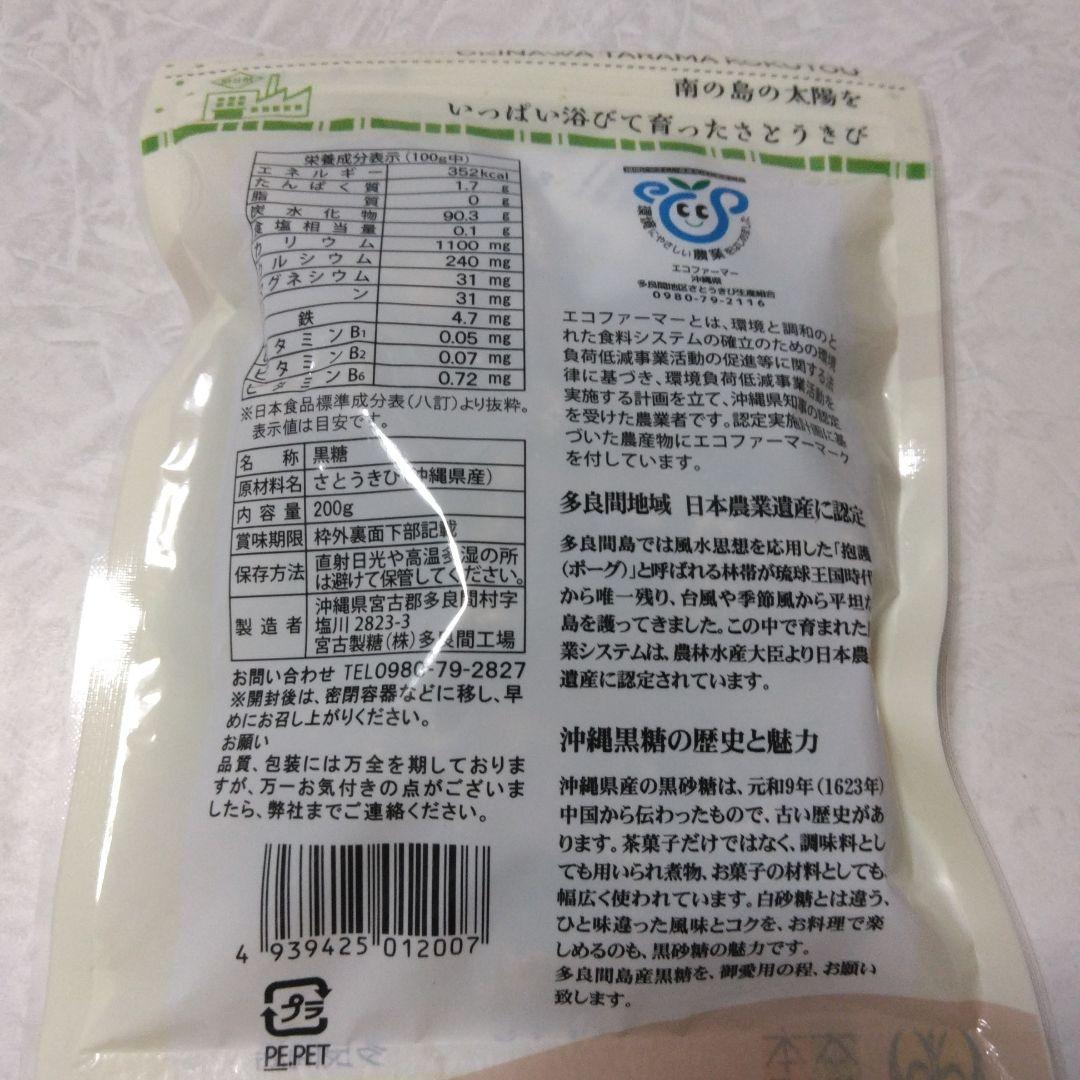 OKINAWA TARAMA KOKUTOU
南の島の太陽を
いっぱい浴びて育ったさとうきび
栄養成分表示(100g中)
エネルギー 352kcal
たんぱく質 1.7 g
脂質 0 g
炭水化物 90.3 g
食塩相当量 0.1 g
カリウム 1100 mg
ルシウム 240 mg
グネシウム 31 mg
ン 31 mg
鉄 4.7 mg
タミンB1 0.05 mg
ビタミンB2 0.07 mg
ビタミンB6 0.72 mg
※日本食品標準成分表(八訂)より抜粋。
表示値は目安です。
名称 黒糖
原材料名 さとうきび(沖縄県産)
内容量 200g
賞味期限 枠外裏面下部記載
保存方法 直射日光や高温多湿の所
は避けて保管してください。
製造者 沖縄県宮古郡多良間村字
塩川 2823-3
宮古製糖(株)多良間工場
お問い合わせ TEL0980-79-2827
※開封後は、密閉容器などに移し、早
めにお召し上がりください。
お願い
品質、包装には万全を期しておりま
すが、万一お気付きの点がございま
したら、弊社までご連絡ください。
4 939425 012007
プラ
PE.PET
環境にやさしい農業
エコファーマー
沖縄県
多良間地区さとうきび生産組合
0980-79-2116
エコファーマーとは、環境と調和のと
れた食料システムの確立のための環境
負荷低減事業活動の促進等に関する法
律に基づき、環境負荷低減事業活動を
実施する計画を立て、沖縄県知事の認定
を受けた農業者です。認定実施計画に基
づいた農産物にエコファーマーマーク
を付しています。
多良間地域 日本農業遺産に認定
多良間島では風水思想を応用した「抱護
(ポーグ)」と呼ばれる林帯が琉球王国時代
から唯一残り、台風や季節風から平坦な
島を護ってきました。この中で育まれた
業システムは、農林水産大臣より日本農
遺産に認定されています。
沖縄黒糖の歴史と魅力
沖縄県産の黒砂糖は、元和9年(1623年)
中国から伝わったもので、古い歴史があ
ります。茶菓子だけではなく、調味料とし
ても用いられ煮物、お菓子の材料としても
幅広く使われています。白砂糖とは違う、
ひと味違った風味とコクを、お料理で楽
しめるのも、黒砂糖の魅力です。
多良間島産黒糖を、御愛用の程、お願い
致します。